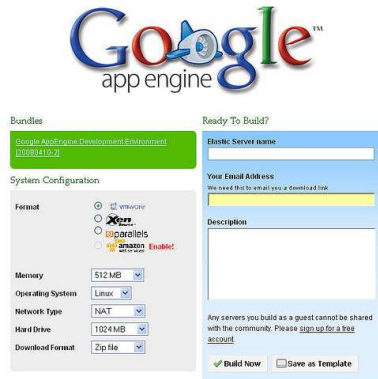 Google™
app engine
Bundles
Google AppEngine Development Environment
[20080410-2]
System Configuration
Format
vmware
Xen
Source
parallels
amazon
web services
Enable!
Memory
512 MB
Operating System
Linux
Network Type
NAT
Hard Drive
1024 MB
Download Format
Zip file
Ready To Build?
Elastic Server name
Your Email Address
We need this to email you a download link
Description
Any servers you build as a guest cannot be shared
with the community. Please sign up for a free
account.
Build Now
Save as Template